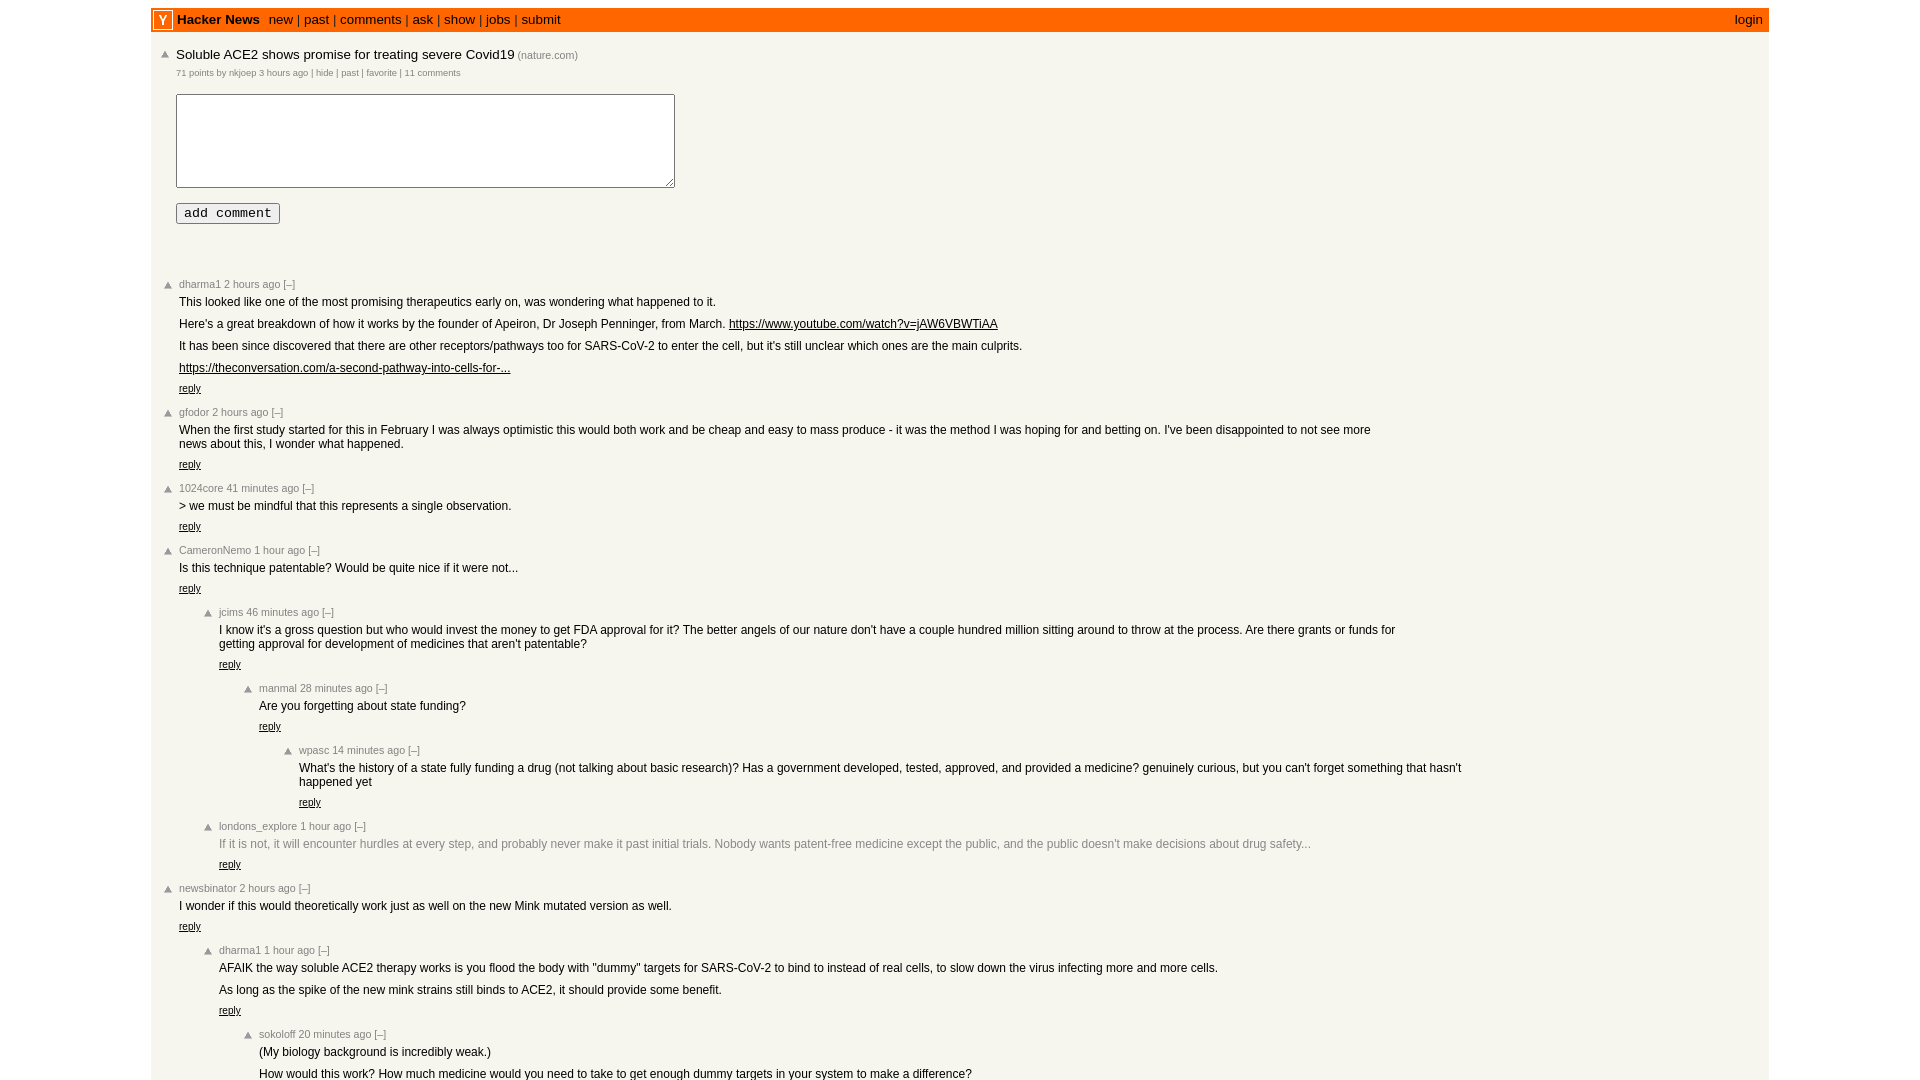 Y Hacker News new | past | comments | ask | show | jobs | submit login
Soluble ACE2 shows promise for treating severe Covid19 (nature.com)
71 points by nkjoep 3 hours ago | hide | past | favorite | 11 comments
add comment
dharma1 2 hours ago [–]
This looked like one of the most promising therapeutics early on, was wondering what happened to it.
Here's a great breakdown of how it works by the founder of Apeiron, Dr Joseph Penninger, from March. https://www.youtube.com/watch?v=jAW6VBWTiAA
It has been since discovered that there are other receptors/pathways too for SARS-CoV-2 to enter the cell, but it's still unclear which ones are the main culprits.
https://theconversation.com/a-second-pathway-into-cells-for-...
reply
gfodor 2 hours ago [–]
When the first study started for this in February I was always optimistic this would both work and be cheap and easy to mass produce - it was the method I was hoping for and betting on. I've been disappointed to not see more
news about this, I wonder what happened.
reply
1024core 41 minutes ago [–]
> we must be mindful that this represents a single observation.
reply
CameronNemo 1 hour ago [–]
Is this technique patentable? Would be quite nice if it were not...
reply
jcims 46 minutes ago [–]
I know it's a gross question but who would invest the money to get FDA approval for it? The better angels of our nature don't have a couple hundred million sitting around to throw at the process. Are there grants or funds for
getting approval for development of medicines that aren't patentable?
reply
manmal 28 minutes ago [–]
Are you forgetting about state funding?
reply
wpasc 14 minutes ago [–]
What's the history of a state fully funding a drug (not talking about basic research)? Has a government developed, tested, approved, and provided a medicine? genuinely curious, but you can't forget something that hasn't
happened yet
reply
londons_explore 1 hour ago [–]
If it is not, it will encounter hurdles at every step, and probably never make it past initial trials. Nobody wants patent-free medicine except the public, and the public doesn't make decisions about drug safety...
reply
newsbinator 2 hours ago [–]
I wonder if this would theoretically work just as well on the new Mink mutated version as well.
reply
dharma1 1 hour ago [–]
AFAIK the way soluble ACE2 therapy works is you flood the body with "dummy" targets for SARS-CoV-2 to bind to instead of real cells, to slow down the virus infecting more and more cells.
As long as the spike of the new mink strains still binds to ACE2, it should provide some benefit.
reply
sokoloff 20 minutes ago [–]
(My biology background is incredibly weak.)
How would this work? How much medicine would you need to take to get enough dummy targets in your system to make a difference?